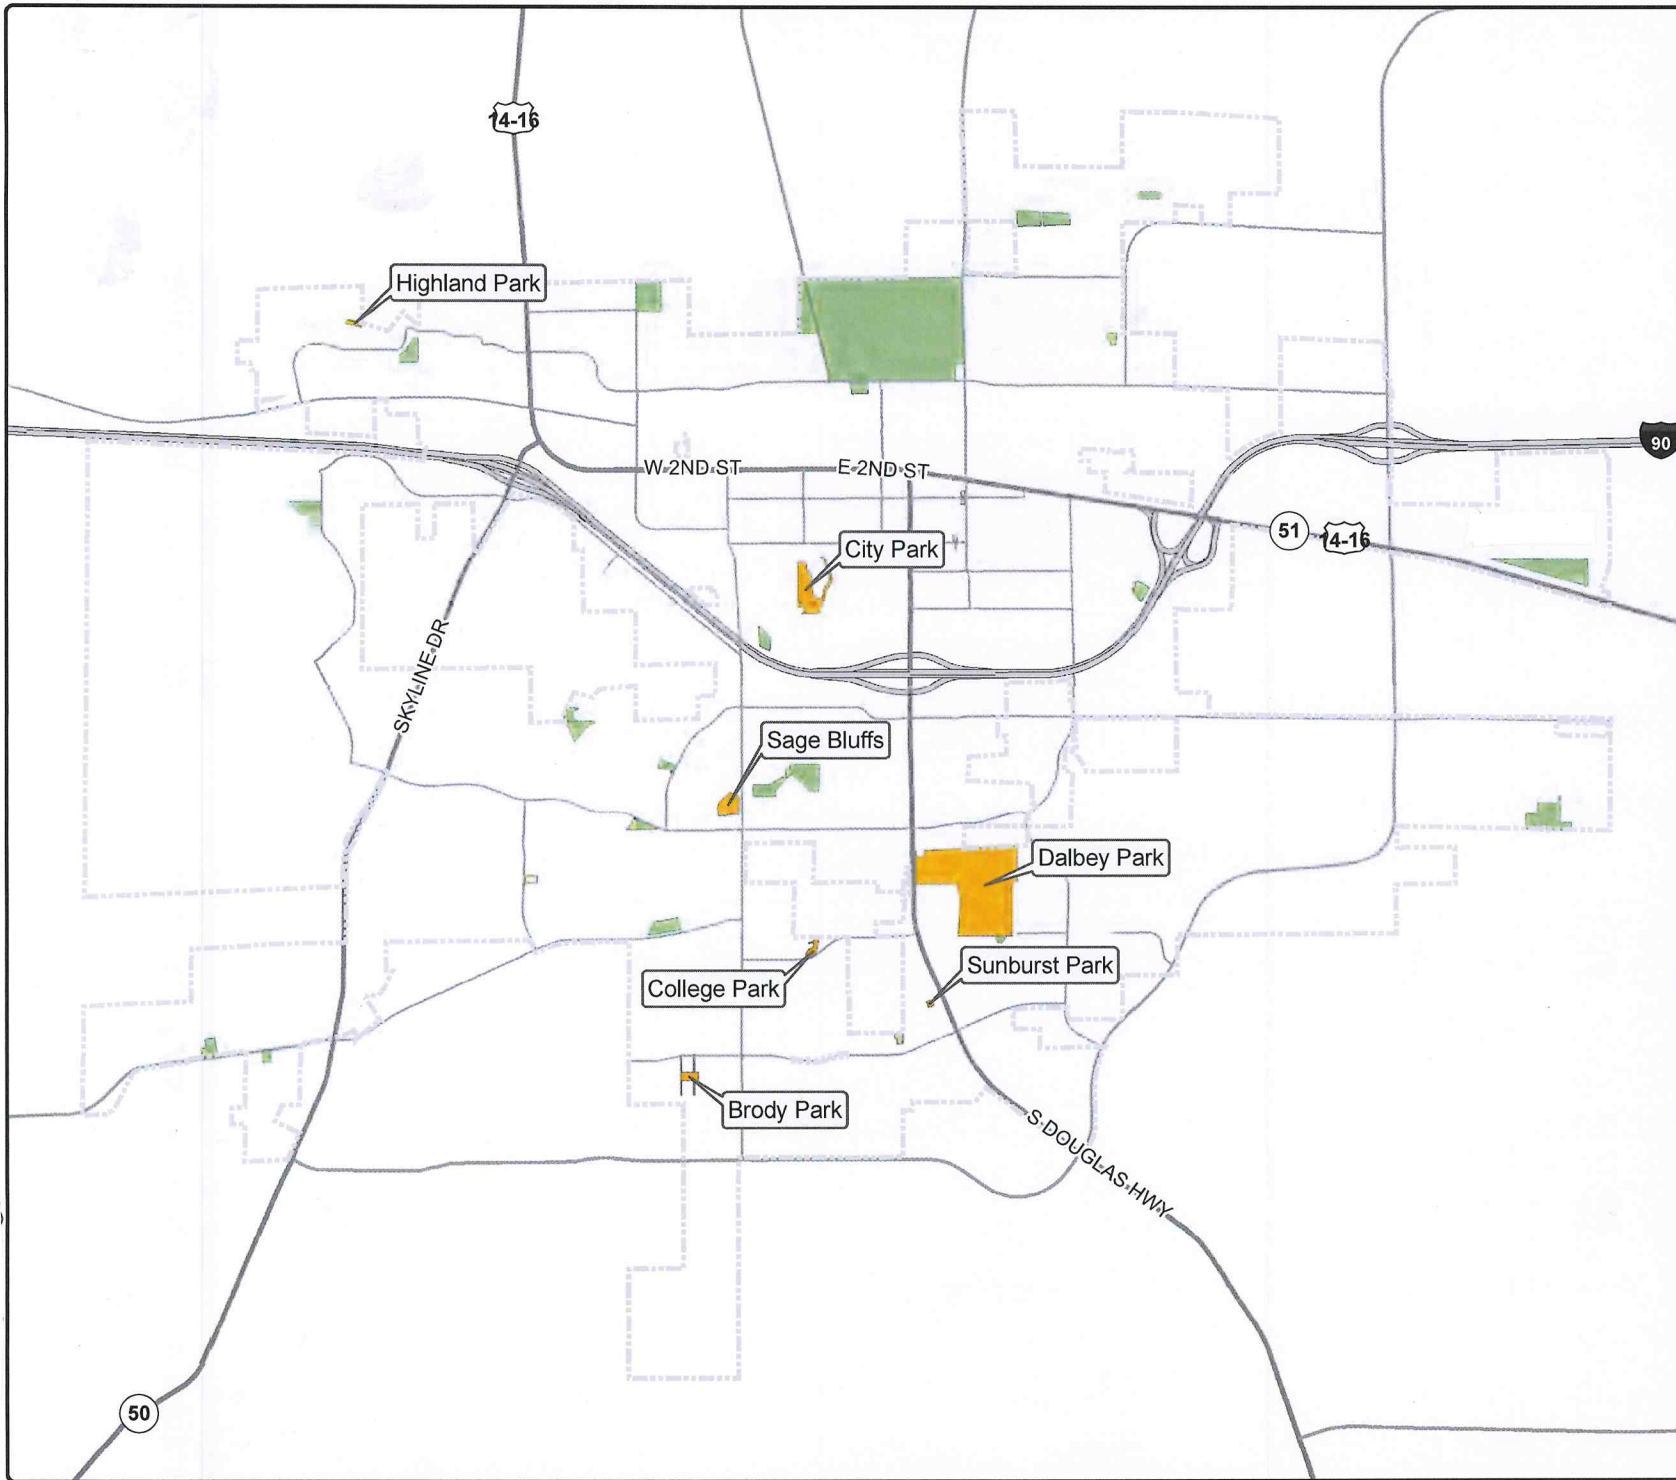 14-16
Highland Park
90
W 2ND ST
E 2ND ST
51
14-16
City Park
SKYLINE DR
Sage Bluffs
Dalbey Park
Sunburst Park
College Park
Brody Park
S DOUGLAS HWY
50